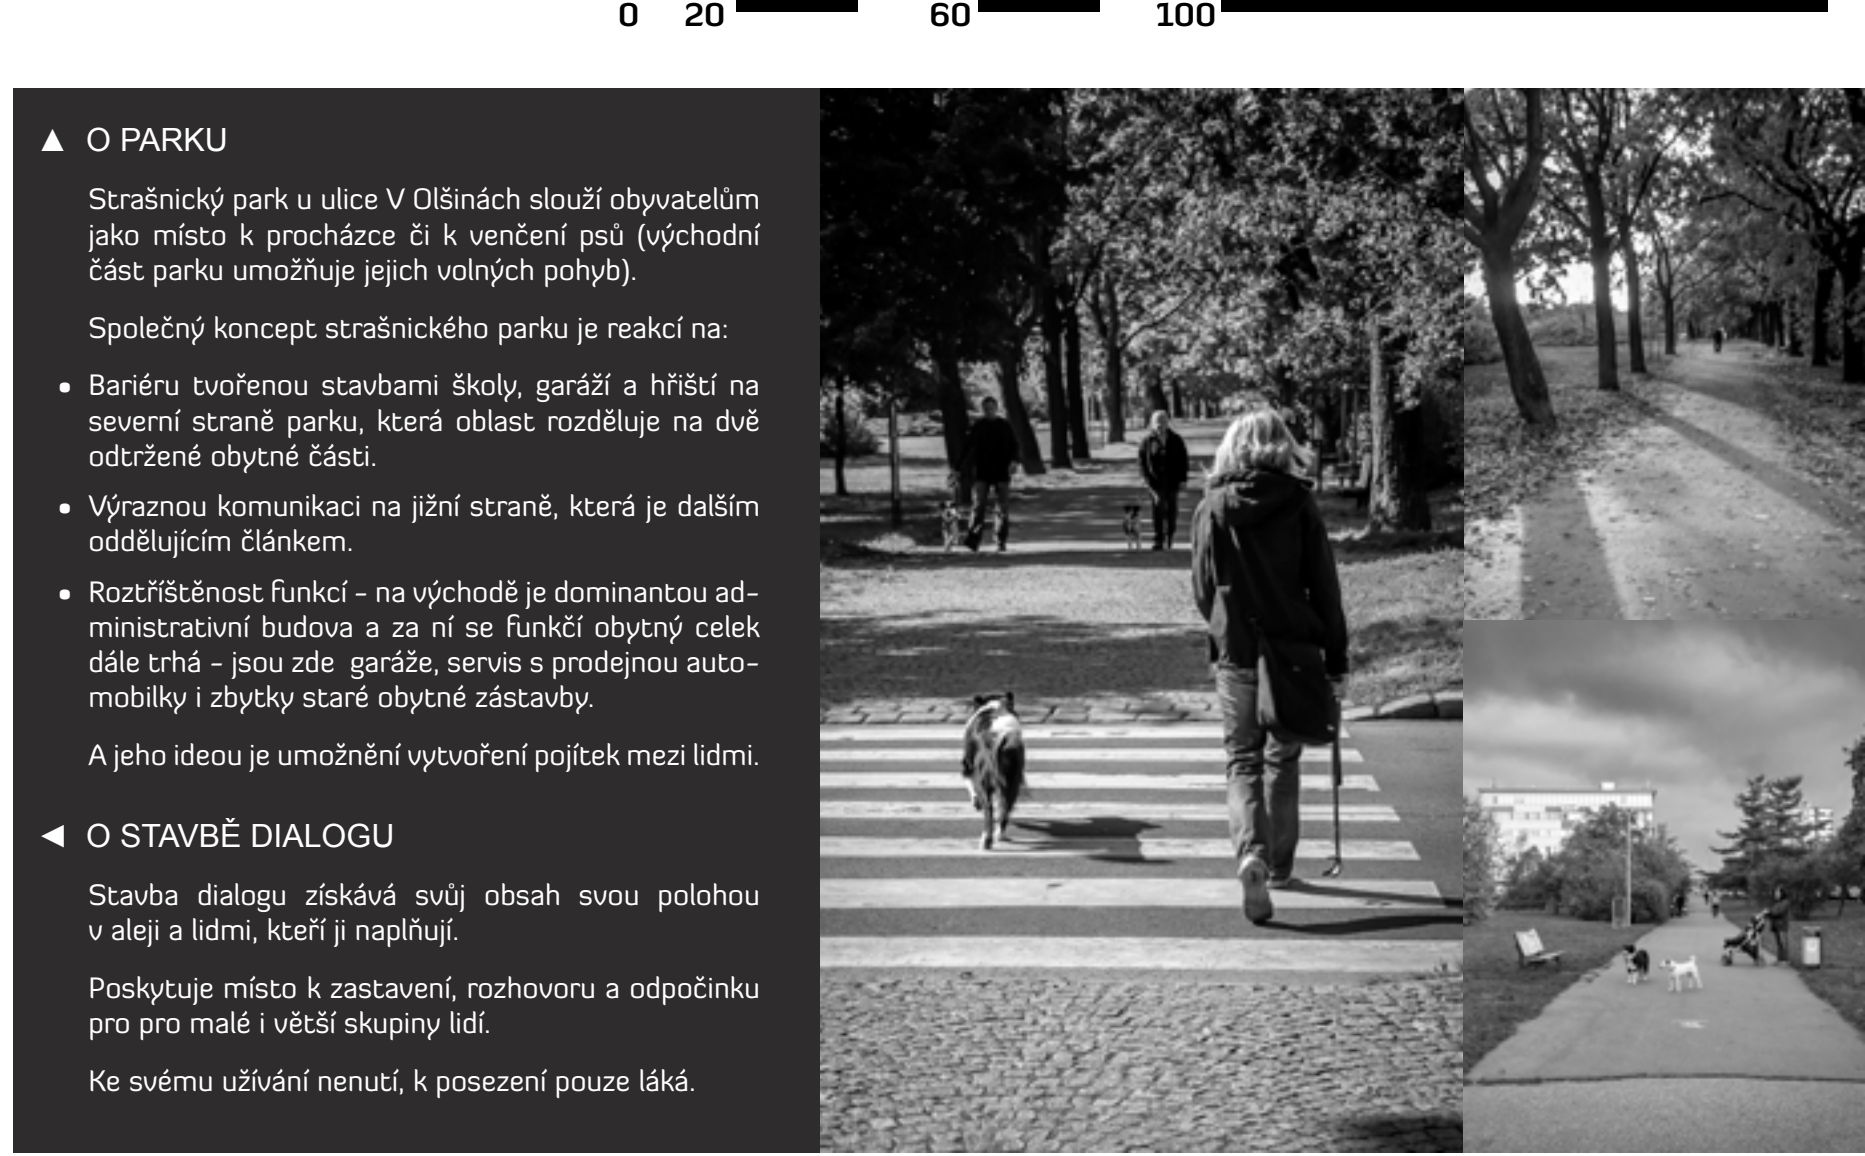 0 20 60 100
▲ O PARKU
Strašnický park u ulice V Olšinách slouží obyvatelům
jako místo k procházce či k venčení psů (východní
část parku umožňuje jejich volných pohyb).
Společný koncept strašnického parku je reakcí na:
• Bariéru tvořenou stavbami školy, garáží a hřiští na
severní straně parku, která oblast rozděluje na dvě
odtržené obytné části.
• Výraznou komunikaci na jižní straně, která je dalším
oddělujícím článkem.
• Roztříštěnost funkcí – na východě je dominantou ad-
ministrativní budova a za ní se funkčí obytný celek
dále trhá – jsou zde garáže, servis s prodejnou auto-
mobilky i zbytky staré obytné zástavby.
A jeho ideou je umožnění vytvoření pojítek mezi lidmi.
◄ O STAVBĚ DIALOGU
Stavba dialogu získává svůj obsah svou polohou
v aleji a lidmi, kteří ji naplňují.
Poskytuje místo k zastavení, rozhovoru a odpočinku
pro pro malé i větší skupiny lidí.
Ke svému užívání nenutí, k posezení pouze láká.